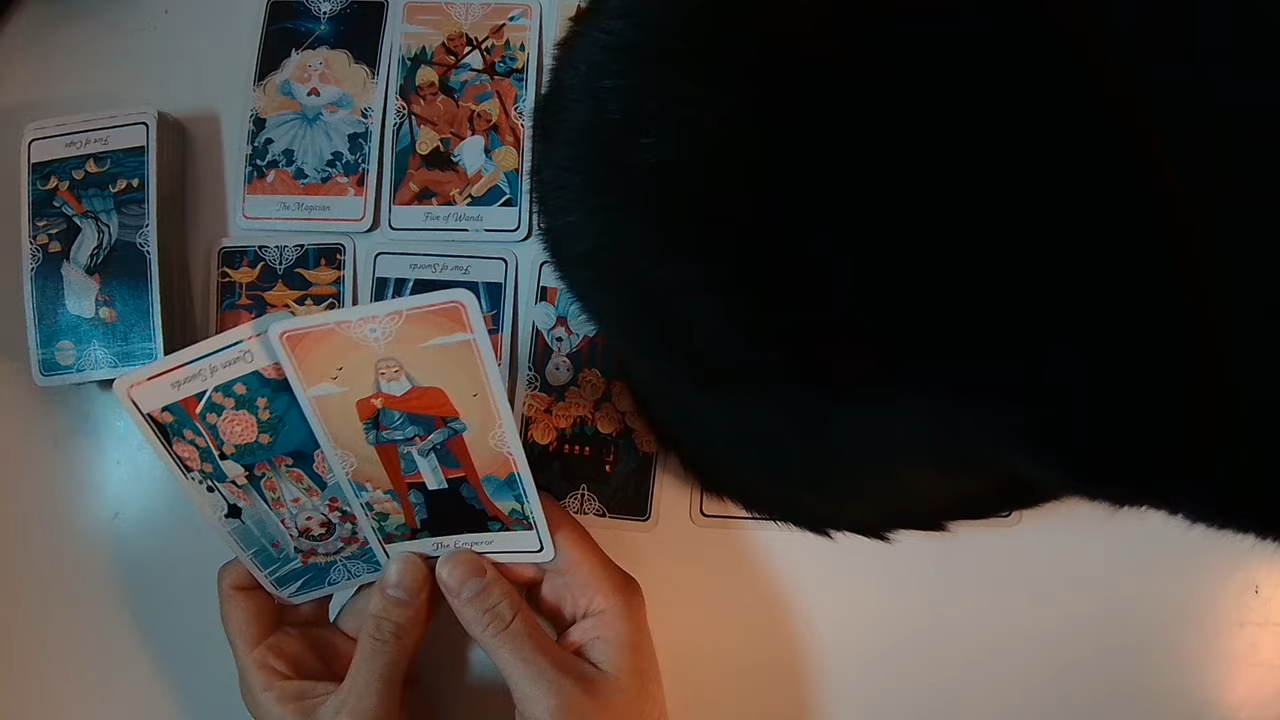 The Magician
Five of Wands
Five of Cups
Four of Swords
Queen of Swords
The Emperor